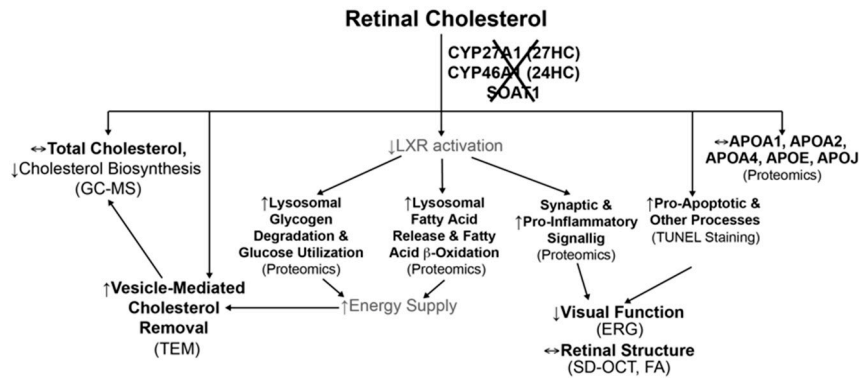 Retinal Cholesterol
CYP27A1 (27HC)
CYP46A1 (24HC)
SOAT1
↔Total Cholesterol,
↓Cholesterol Biosynthesis
(GC-MS)
↓LXR activation
↔APOA1, APOA2,
APOA4, APOE, APOJ
(Proteomics)
↑Lysosomal
Glycogen
Degradation &
Glucose Utilization
(Proteomics)
↑Lysosomal
Fatty Acid
Release & Fatty
Acid β-Oxidation
(Proteomics)
Synaptic &
↑Pro-Inflammatory
Signallig
(Proteomics)
↑Pro-Apoptotic &
Other Processes
(TUNEL Staining)
↑Vesicle-Mediated
Cholesterol
Removal
(TEM)
↑Energy Supply
↓Visual Function
(ERG)
↔Retinal Structure
(SD-OCT, FA)